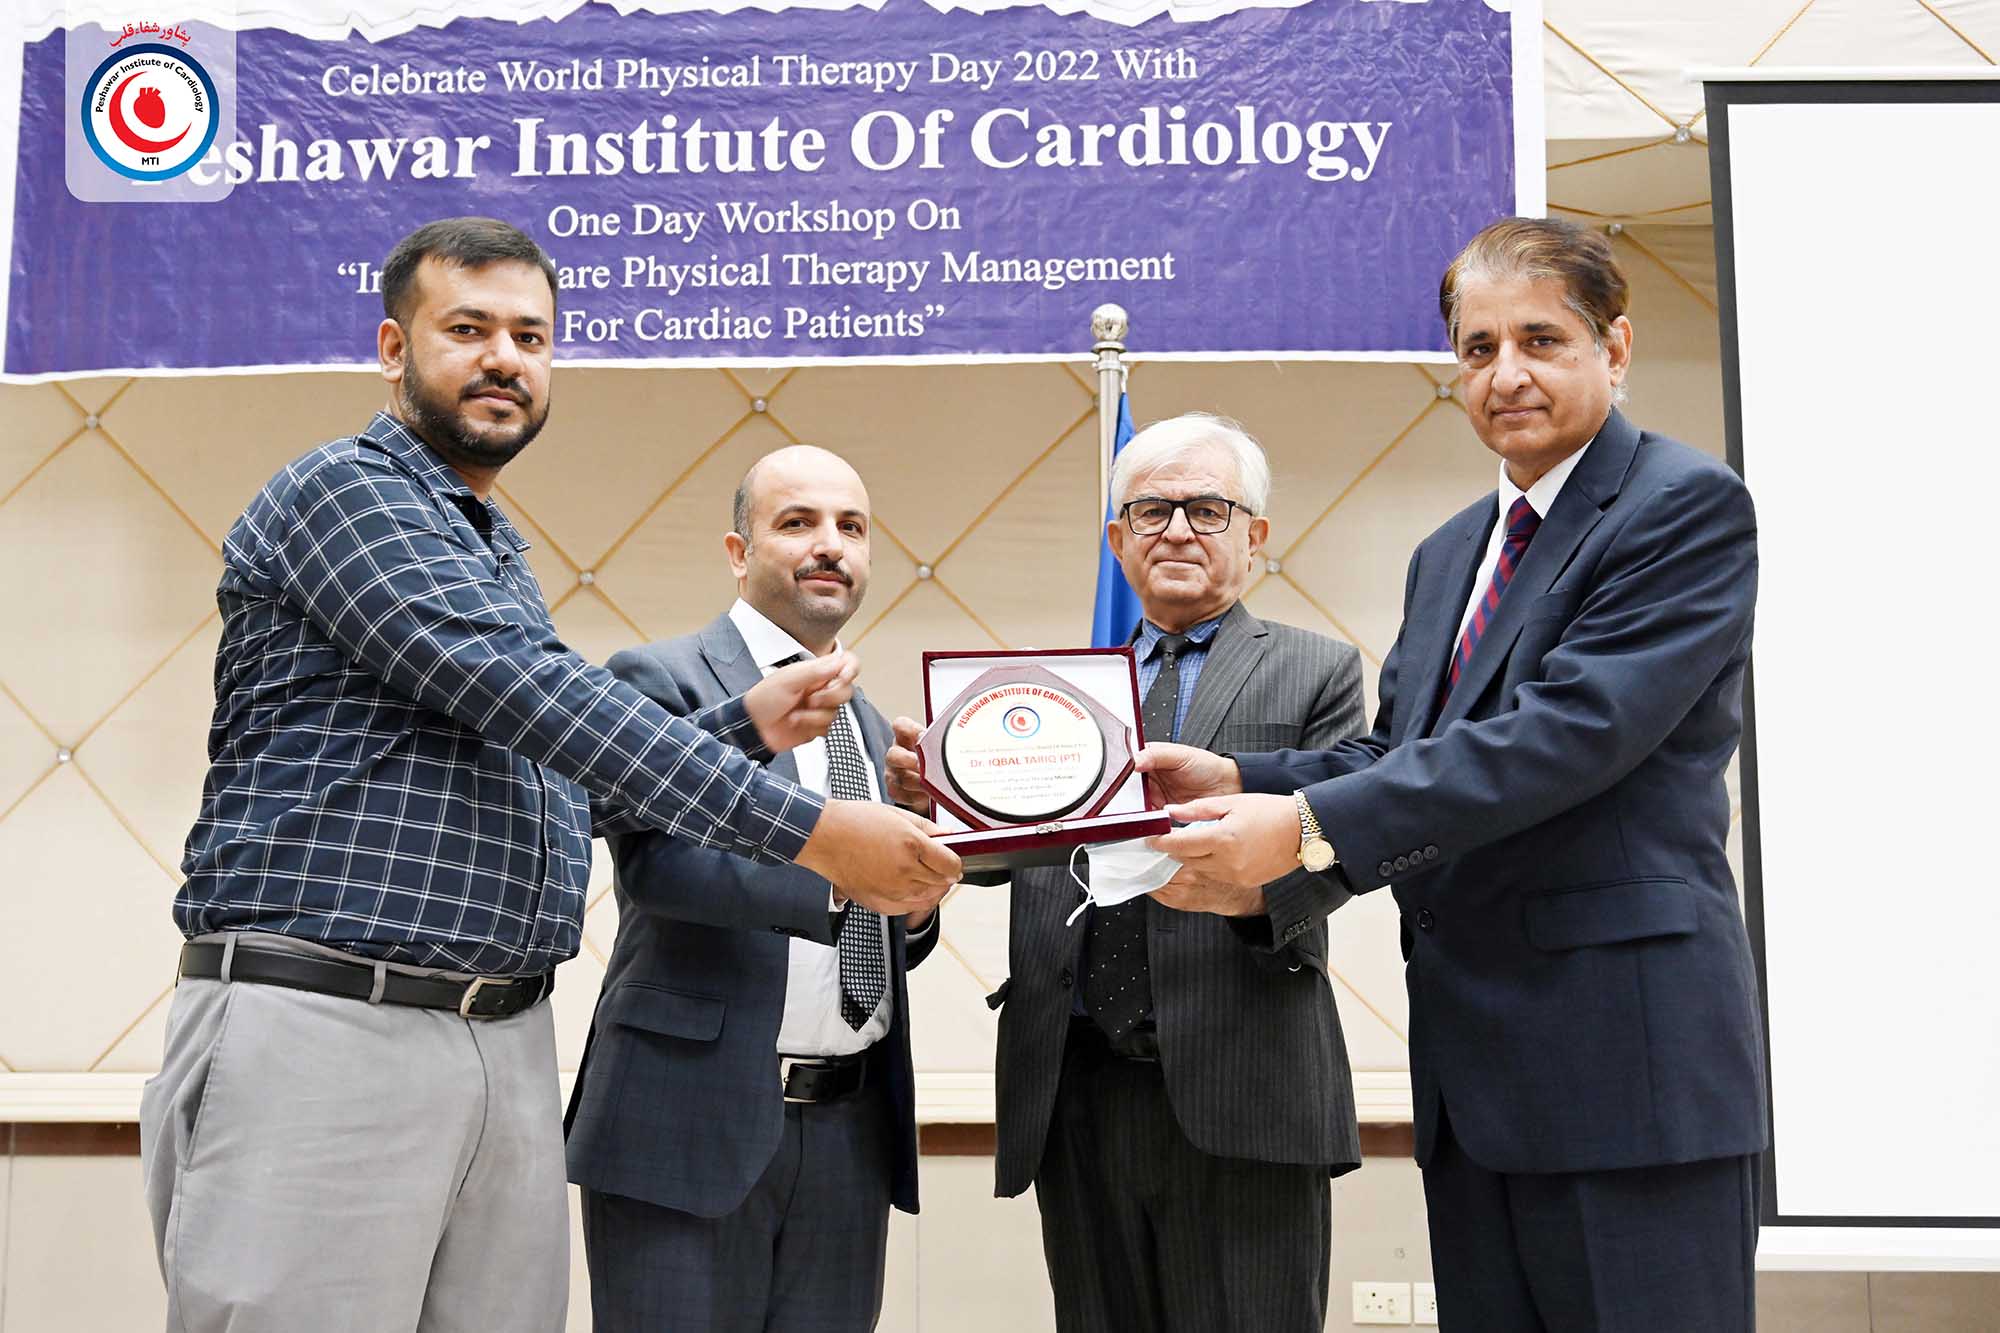 پشاور شفاء قلب
Peshawar Institute of Cardiology
MTI
Celebrate World Physical Therapy Day 2022 With
eshawar Institute Of Cardiology
One Day Workshop On
“In Care Physical Therapy Management
For Cardiac Patients”
PESHAWAR INSTITUTE OF CARDIOLOGY
Dr. IQBAL TARIQ (PT)